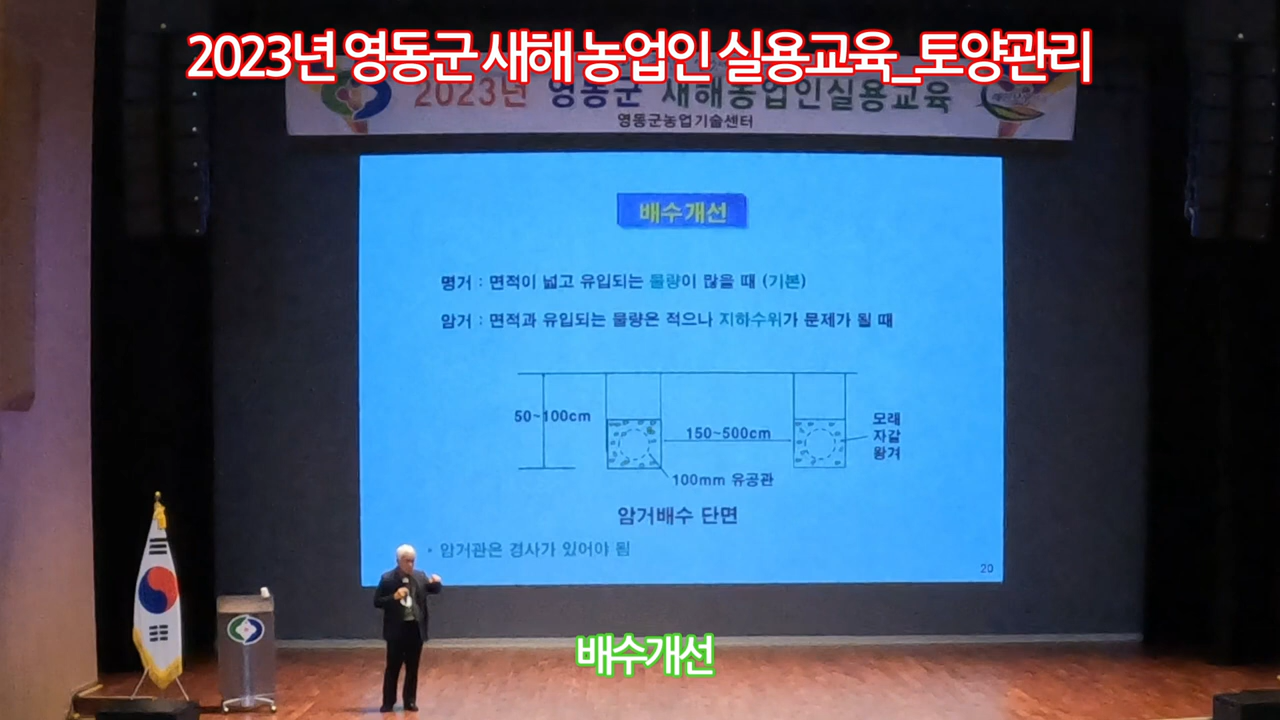 2023년 영동군 새해 농업인 실용교육_토양관리
2023년 영동군 새해농업인실용교육
영동군농업기술센터
배수개선
명거 : 면적이 넓고 유입되는 물량이 많을 때 (기본)
암거 : 면적과 유입되는 물량은 적으나 지하수위가 문제가 될 때
50~100cm
150~500cm
모래
자갈
왕겨
100mm 유공관
암거배수 단면
• 암거관은 경사가 있어야 됨
20
배수개선